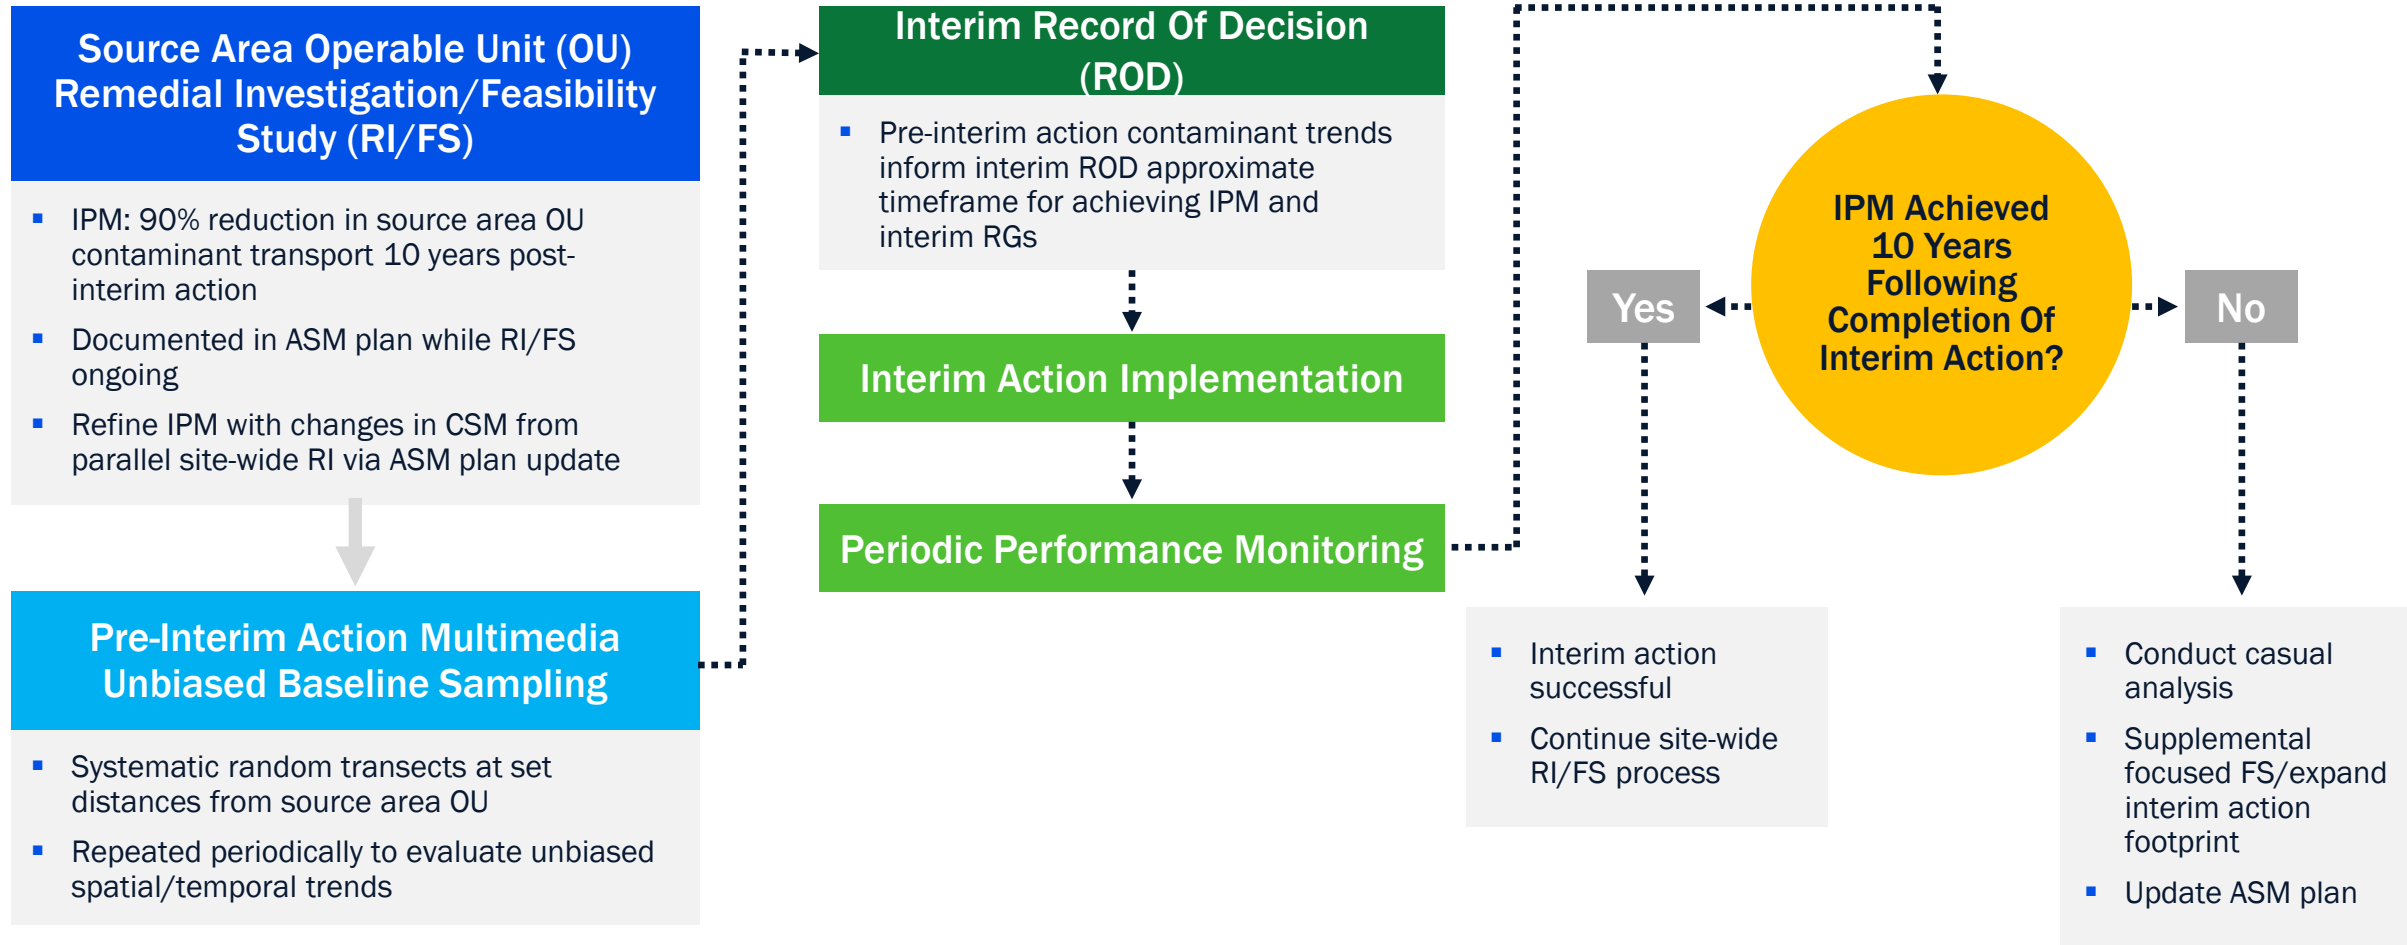 Source Area Operable Unit (OU)
Remedial Investigation/Feasibility
Study (RI/FS)
▪ IPM: 90% reduction in source area OU
contaminant transport 10 years post-
interim action
▪ Documented in ASM plan while RI/FS
ongoing
▪ Refine IPM with changes in CSM from
parallel site-wide RI via ASM plan update
Pre-Interim Action Multimedia
Unbiased Baseline Sampling
▪ Systematic random transects at set
distances from source area OU
▪ Repeated periodically to evaluate unbiased
spatial/temporal trends
Interim Record Of Decision
(ROD)
▪ Pre-interim action contaminant trends
inform interim ROD approximate
timeframe for achieving IPM and
interim RGs
Interim Action Implementation
Periodic Performance Monitoring
IPM Achieved
10 Years
Following
Completion Of
Interim Action?
Yes
▪ Interim action
successful
▪ Continue site-wide
RI/FS process
No
▪ Conduct casual
analysis
▪ Supplemental
focused FS/expand
interim action
footprint
▪ Update ASM plan